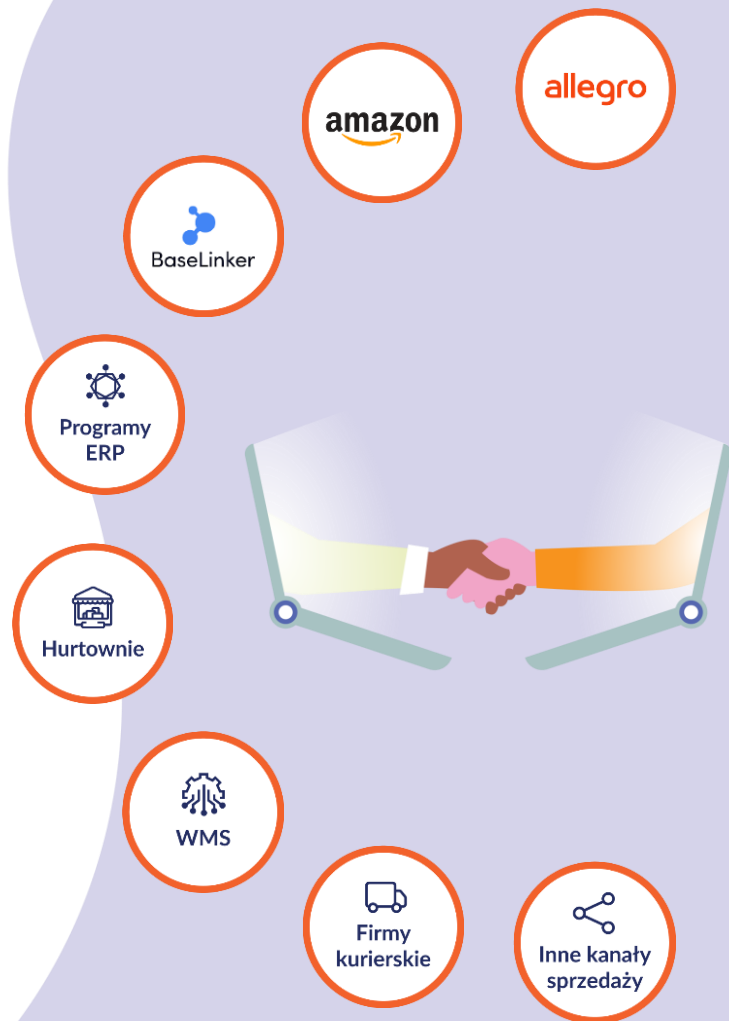 allegro
amazon
BaseLinker
Programy
ERP
Hurtownie
WMS
Firmy
kurierskie
Inne kanały
sprzedaży